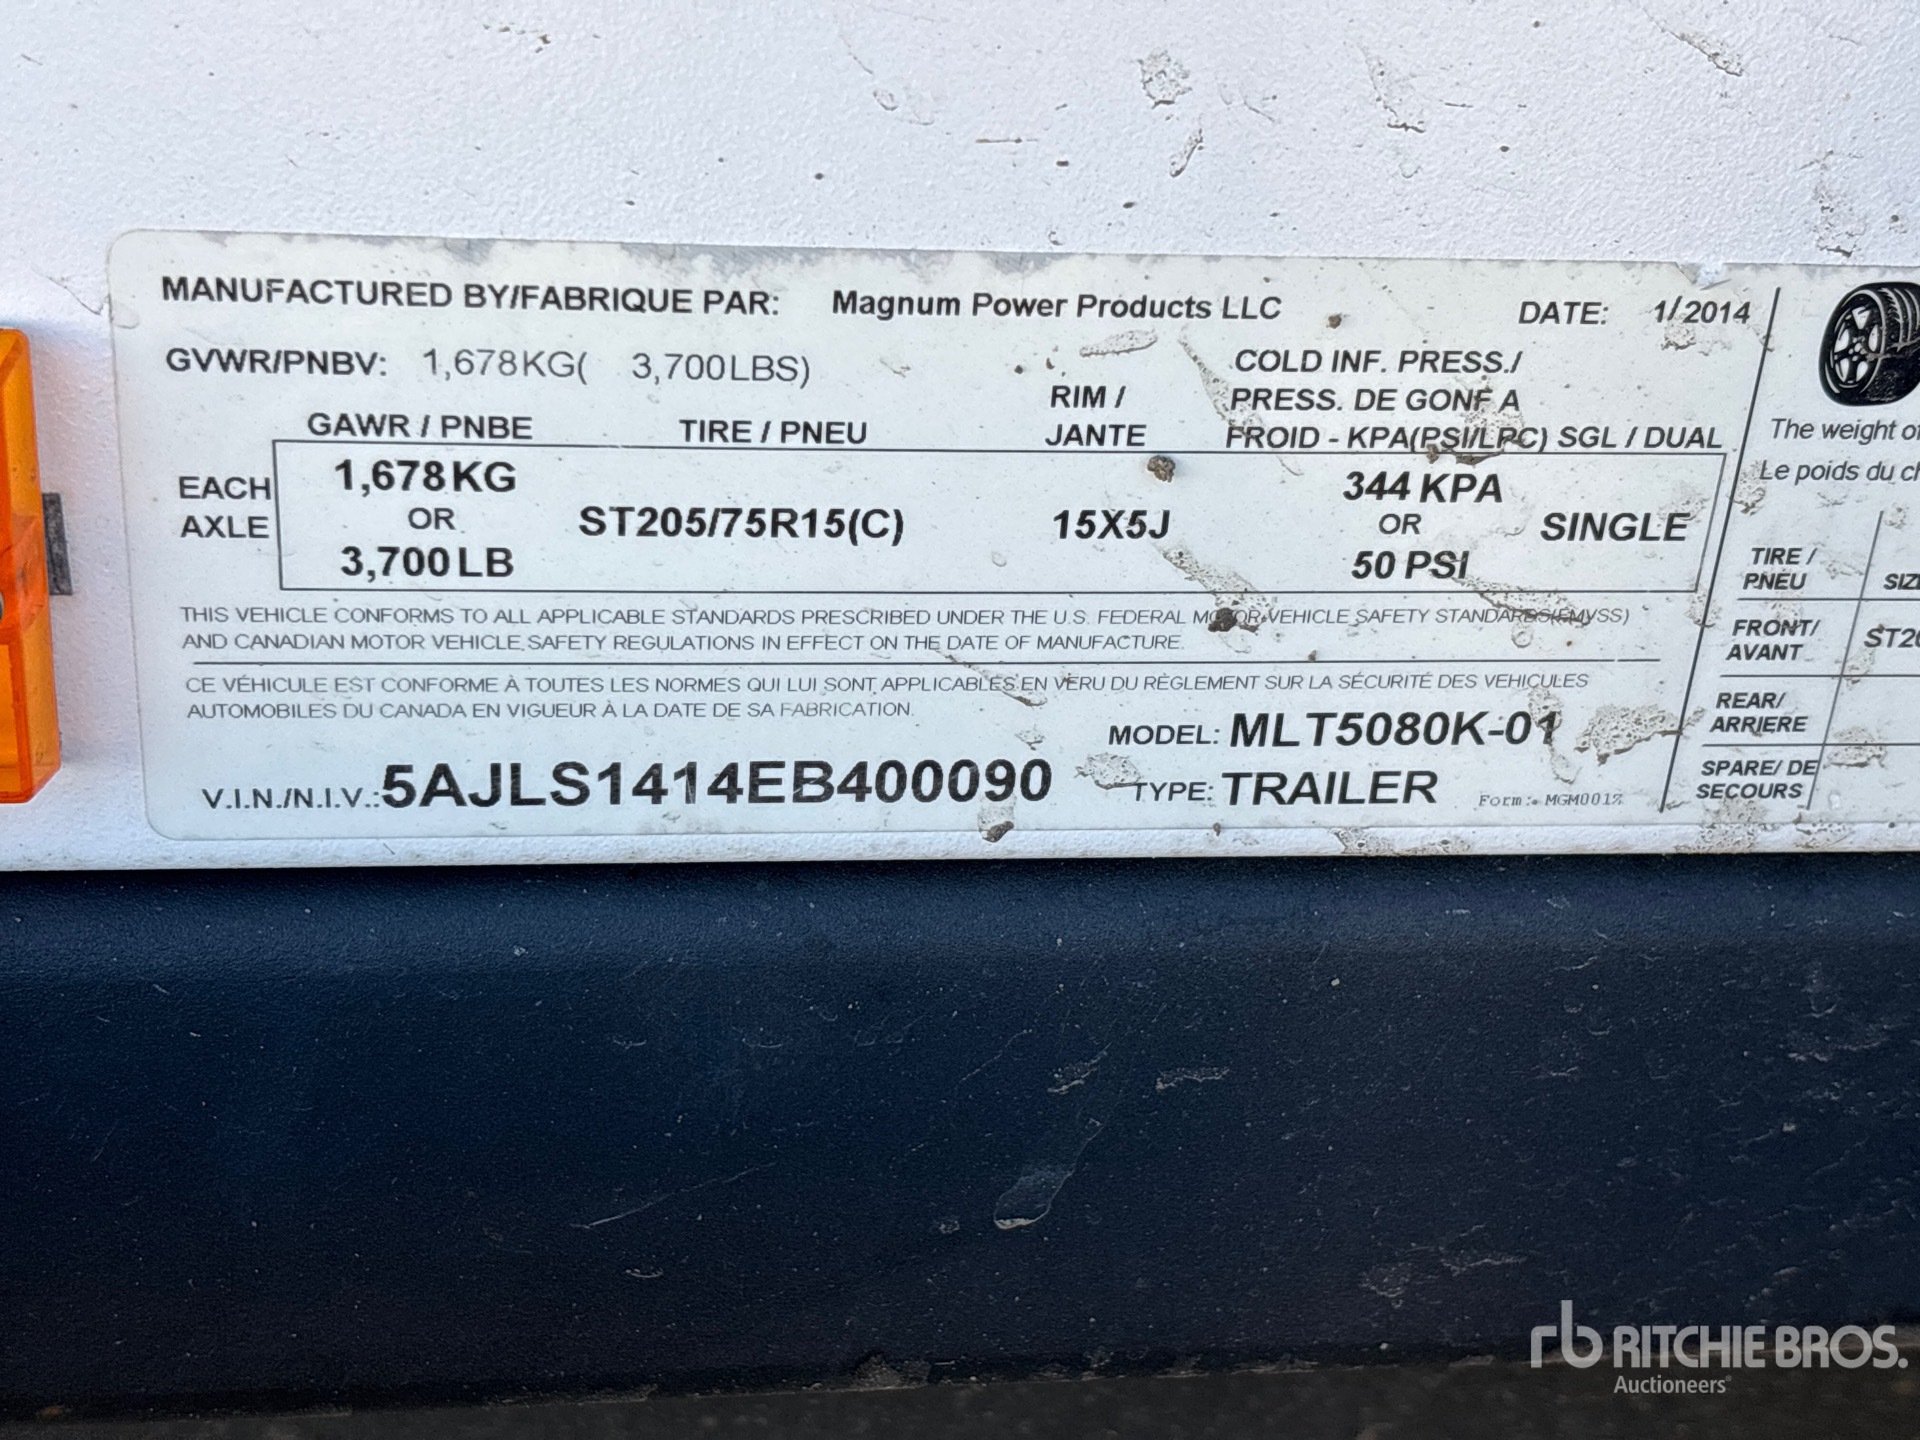 MANUFACTURED BY/FABRIQUE PAR: Magnum Power Products LLC DATE: 1/2014
GVWR/PNBV: 1,678KG( 3,700LBS)
COLD INF. PRESS./
RIM / PRESS. DE GONF A
GAWR / PNBE TIRE / PNEU JANTE FROID - KPA(PSI/LPC) SGL / DUAL
EACH AXLE 1,678KG OR 3,700LB ST205/75R15(C) 15X5J 344 KPA OR 50 PSI SINGLE
THIS VEHICLE CONFORMS TO ALL APPLICABLE STANDARDS PRESCRIBED UNDER THE U.S. FEDERAL MOTOR VEHICLE SAFETY STANDARDS(FMVSS)
AND CANADIAN MOTOR VEHICLE SAFETY REGULATIONS IN EFFECT ON THE DATE OF MANUFACTURE.
CE VÉHICULE EST CONFORME À TOUTES LES NORMES QUI LUI SONT APPLICABLES EN VERU DU RÈGLEMENT SUR LA SÉCURITÉ DES VEHICULES
AUTOMOBILES DU CANADA EN VIGUEUR À LA DATE DE SA FABRICATION.
MODEL: MLT5080K-01
V.I.N./N.I.V.: 5AJLS1414EB400090 TYPE: TRAILER Form: MGM0017
The weight of
Le poids du
TIRE /
PNEU
FRONT/
AVANT
REAR/
ARRIERE
SPARE/ DE
SECOURS
rb RITCHIE BROS.
Auctioneers